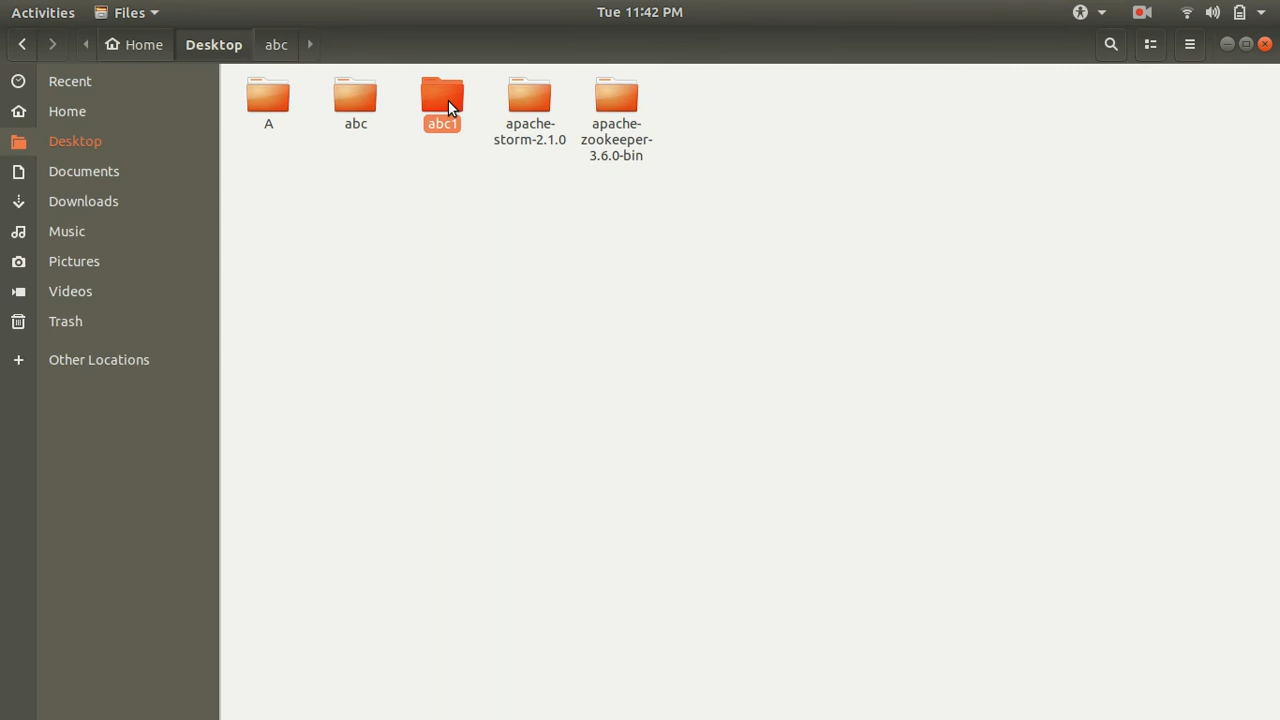 Activities
Files
Tue 11:42 PM
Home
Desktop
abc
Recent
Home
Desktop
Documents
Downloads
Music
Pictures
Videos
Trash
+ Other Locations
A
abc
abc1
apache-
storm-2.1.0
apache-
zookeeper-
3.6.0-bin